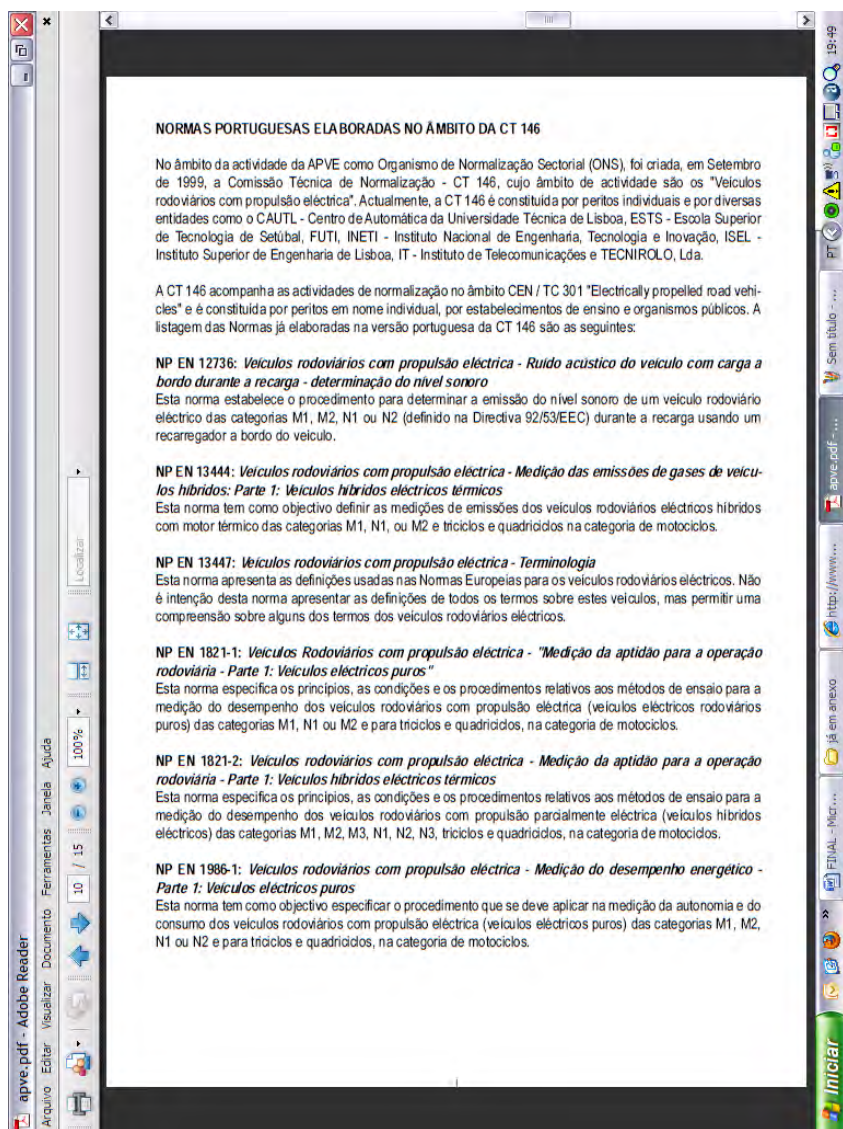 apve.pdf - Adobe Reader
Arquivo Editar Visualizar Documento Ferramentas Janela Ajuda
10 / 15 100% Localizar
NORMAS PORTUGUESAS ELABORADAS NO ÂMBITO DA CT 146
No âmbito da actividade da APVE como Organismo de Normalização Sectorial (ONS), foi criada, em Setembro
de 1999, a Comissão Técnica de Normalização - CT 146, cujo âmbito de actividade são os "Veículos
rodoviários com propulsão eléctrica". Actualmente, a CT 146 é constituída por peritos individuais e por diversas
entidades como o CAUTL - Centro de Automática da Universidade Técnica de Lisboa, ESTS - Escola Superior
de Tecnologia de Setúbal, FUTI, INETI - Instituto Nacional de Engenharia, Tecnologia e Inovação, ISEL -
Instituto Superior de Engenharia de Lisboa, IT - Instituto de Telecomunicações e TECNIROLO, Lda.
A CT 146 acompanha as actividades de normalização no âmbito CEN / TC 301 "Electrically propelled road vehi-
cles" e é constituída por peritos em nome individual, por estabelecimentos de ensino e organismos públicos. A
listagem das Normas já elaboradas na versão portuguesa da CT 146 são as seguintes:
NP EN 12736: Veículos rodoviários com propulsão eléctrica - Ruído acústico do veículo com carga a
bordo durante a recarga - determinação do nível sonoro
Esta norma estabelece o procedimento para determinar a emissão do nível sonoro de um veículo rodoviário
eléctrico das categorias M1, M2, N1 ou N2 (definido na Directiva 92/53/EEC) durante a recarga usando um
recarregador a bordo do veículo.
NP EN 13444: Veículos rodoviários com propulsão eléctrica - Medição das emissões de gases de veícu-
los híbridos: Parte 1: Veículos híbridos eléctricos térmicos
Esta norma tem como objectivo definir as medições de emissões dos veículos rodoviários eléctricos híbridos
com motor térmico das categorias M1, N1, ou M2 e triciclos e quadriciclos na categoria de motociclos.
NP EN 13447: Veículos rodoviários com propulsão eléctrica - Terminologia
Esta norma apresenta as definições usadas nas Normas Europeias para os veículos rodoviários eléctricos. Não
é intenção desta norma apresentar as definições de todos os termos sobre estes veículos, mas permitir uma
compreensão sobre alguns dos termos dos veículos rodoviários eléctricos.
NP EN 1821-1: Veículos Rodoviários com propulsão eléctrica - "Medição da aptidão para a operação
rodoviária - Parte 1: Veículos eléctricos puros"
Esta norma especifica os princípios, as condições e os procedimentos relativos aos métodos de ensaio para a
medição do desempenho dos veículos rodoviários com propulsão eléctrica (veículos eléctricos rodoviários
puros) das categorias M1, N1 ou M2 e para triciclos e quadriciclos, na categoria de motociclos.
NP EN 1821-2: Veículos rodoviários com propulsão eléctrica - Medição da aptidão para a operação
rodoviária - Parte 1: Veículos híbridos eléctricos térmicos
Esta norma especifica os princípios, as condições e os procedimentos relativos aos métodos de ensaio para a
medição do desempenho dos veículos rodoviários com propulsão parcialmente eléctrica (veículos híbridos
eléctricos) das categorias M1, M2, M3, N1, N2, N3, triciclos e quadriciclos, na categoria de motociclos.
NP EN 1986-1: Veículos rodoviários com propulsão eléctrica - Medição do desempenho energético -
Parte 1: Veículos eléctricos puros
Esta norma tem como objectivo especificar o procedimento que se deve aplicar na medição da autonomia e do
consumo dos veículos rodoviários com propulsão eléctrica (veículos eléctricos puros) das categorias M1, M2,
N1 ou N2 e para triciclos e quadriciclos, na categoria de motociclos.
Iniciar » FINAL - Micr... já em anexo http://www... apve.pdf - ... Sem título - ... PT 19:49